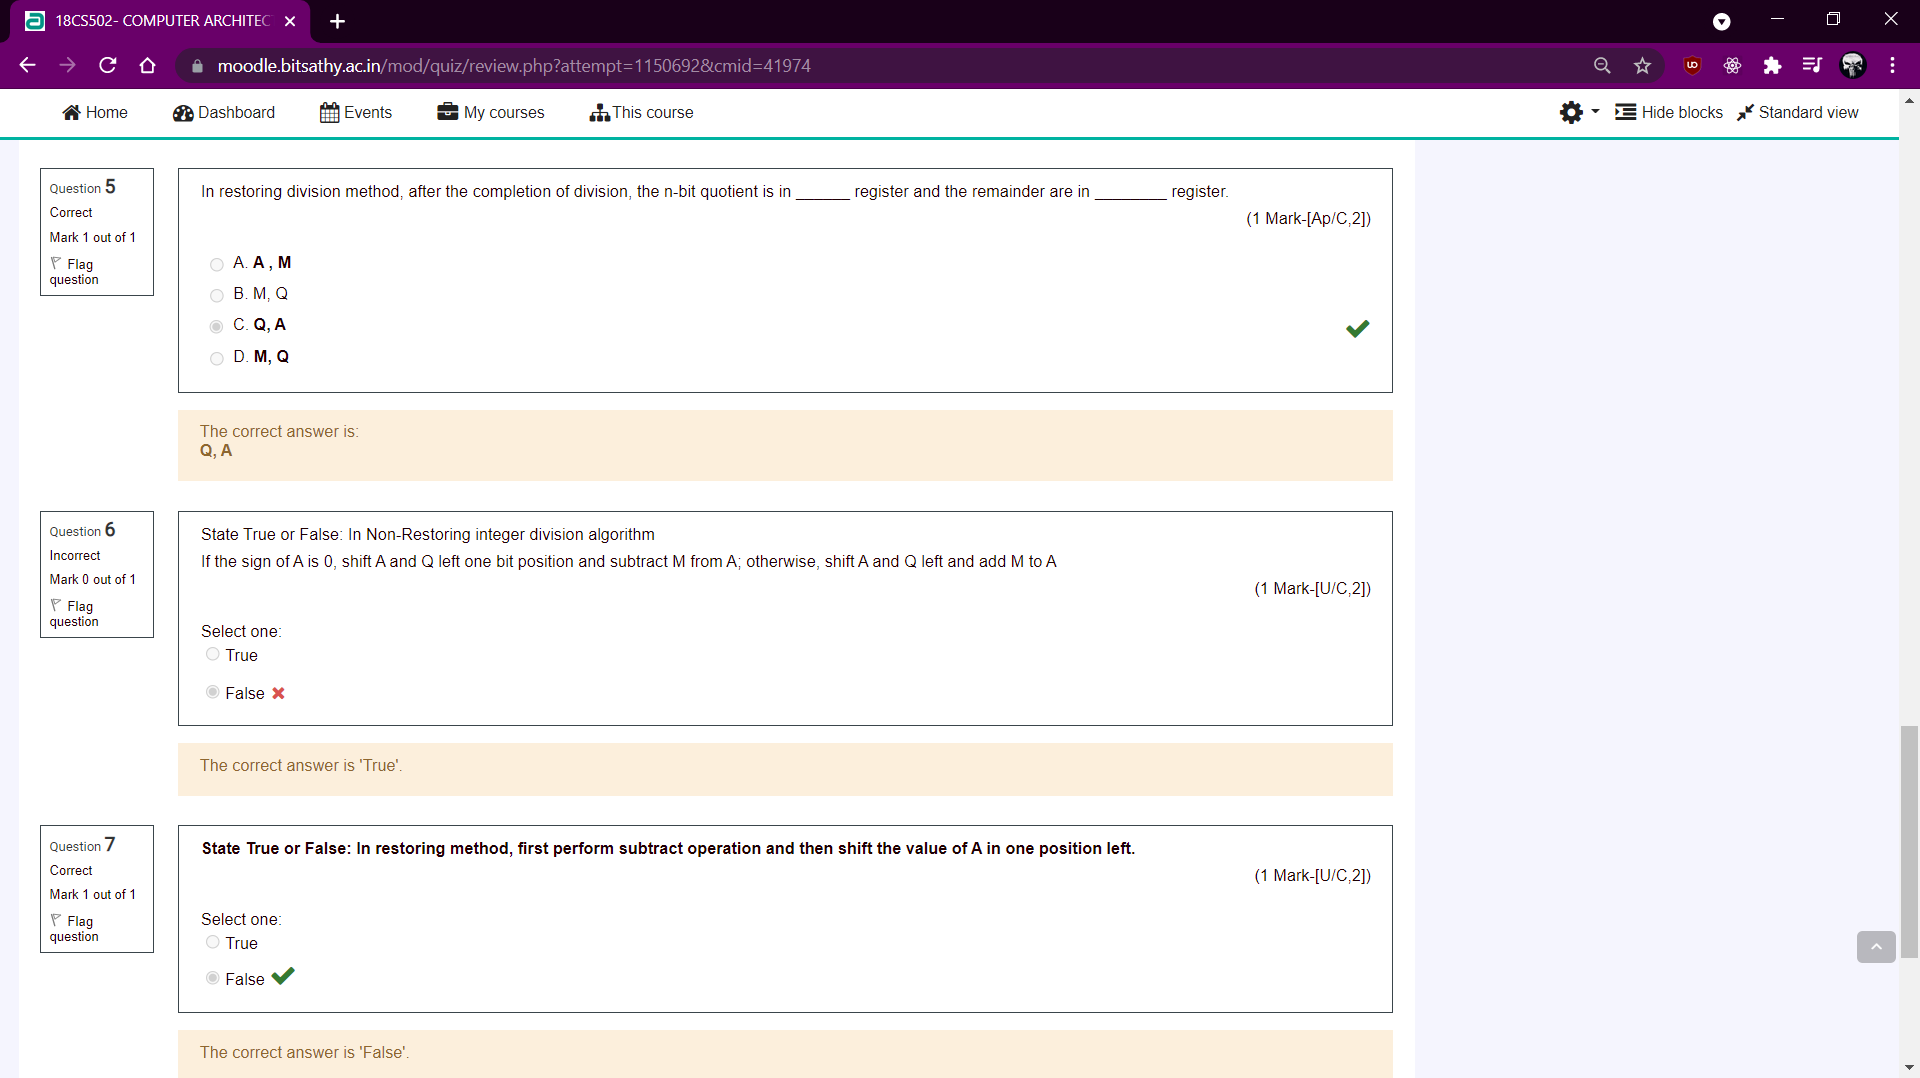 18CS502- COMPUTER ARCHITEC
moodle.bitsathy.ac.in/mod/quiz/review.php?attempt=1150692&cmid=41974
Home
Dashboard
Events
My courses
This course
Hide blocks
Standard view
Question 5
Correct
Mark 1 out of 1
Flag
question
In restoring division method, after the completion of division, the n-bit quotient is in ______ register and the remainder are in ________ register.
(1 Mark-[Ap/C,2])
A. A , M
B. M, Q
C. Q, A
D. M, Q
The correct answer is:
Q, A
Question 6
Incorrect
Mark 0 out of 1
Flag
question
State True or False: In Non-Restoring integer division algorithm
If the sign of A is 0, shift A and Q left one bit position and subtract M from A; otherwise, shift A and Q left and add M to A
(1 Mark-[U/C,2])
Select one:
True
False
The correct answer is 'True'.
Question 7
Correct
Mark 1 out of 1
Flag
question
State True or False: In restoring method, first perform subtract operation and then shift the value of A in one position left.
(1 Mark-[U/C,2])
Select one:
True
False
The correct answer is 'False'.